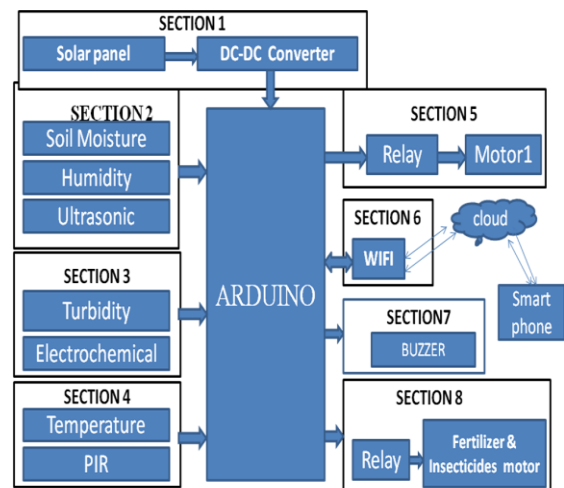 SECTION 1
Solar panel
DC-DC Converter
SECTION 2
Soil Moisture
Humidity
Ultrasonic
SECTION 3
Turbidity
Electrochemical
SECTION 4
Temperature
PIR
ARDUINO
SECTION 5
Relay
Motor1
SECTION 6
WIFI
cloud
Smart
phone
SECTION7
BUZZER
SECTION 8
Relay
Fertilizer &
Insecticides motor